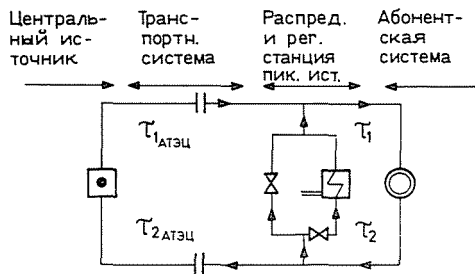 Централь-
ный ис-
точник
Транс-
портн.
система
Распред.
и рег.
станция
пик. ист.
Абонент-
ская
система
τ1АТЭЦ
τ1
τ2АТЭЦ
τ2